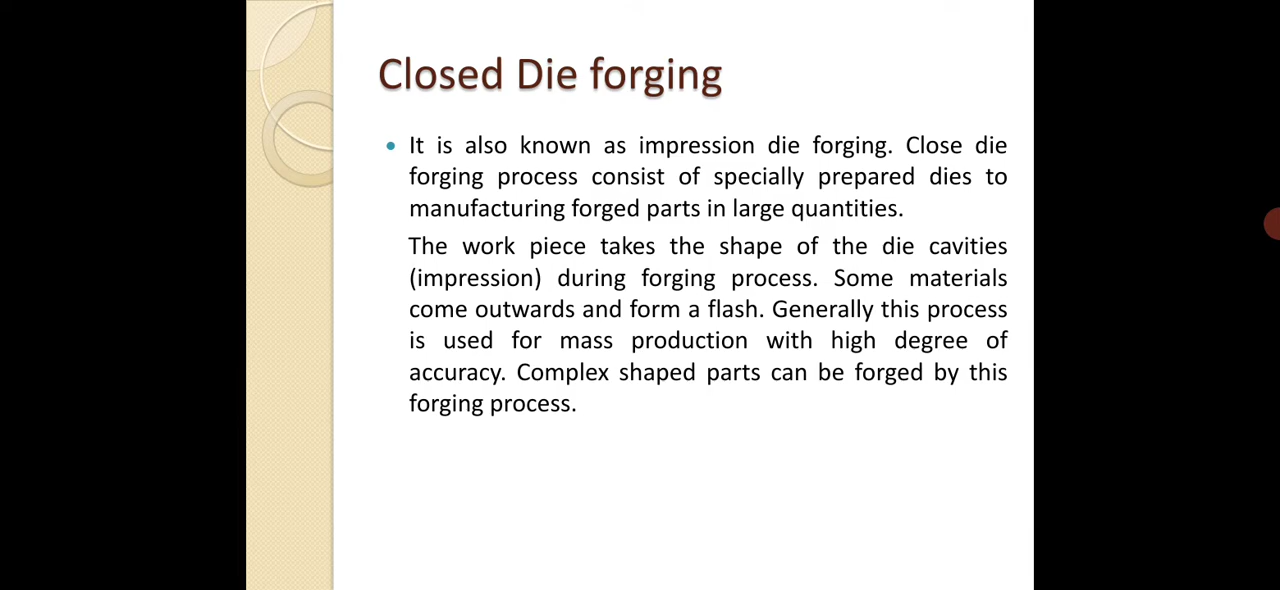 Closed Die forging
It is also known as impression die forging. Close die
forging process consist of specially prepared dies to
manufacturing forged parts in large quantities.
The work piece takes the shape of the die cavities
(impression) during forging process. Some materials
come outwards and form a flash. Generally this process
is used for mass production with high degree of
accuracy. Complex shaped parts can be forged by this
forging process.